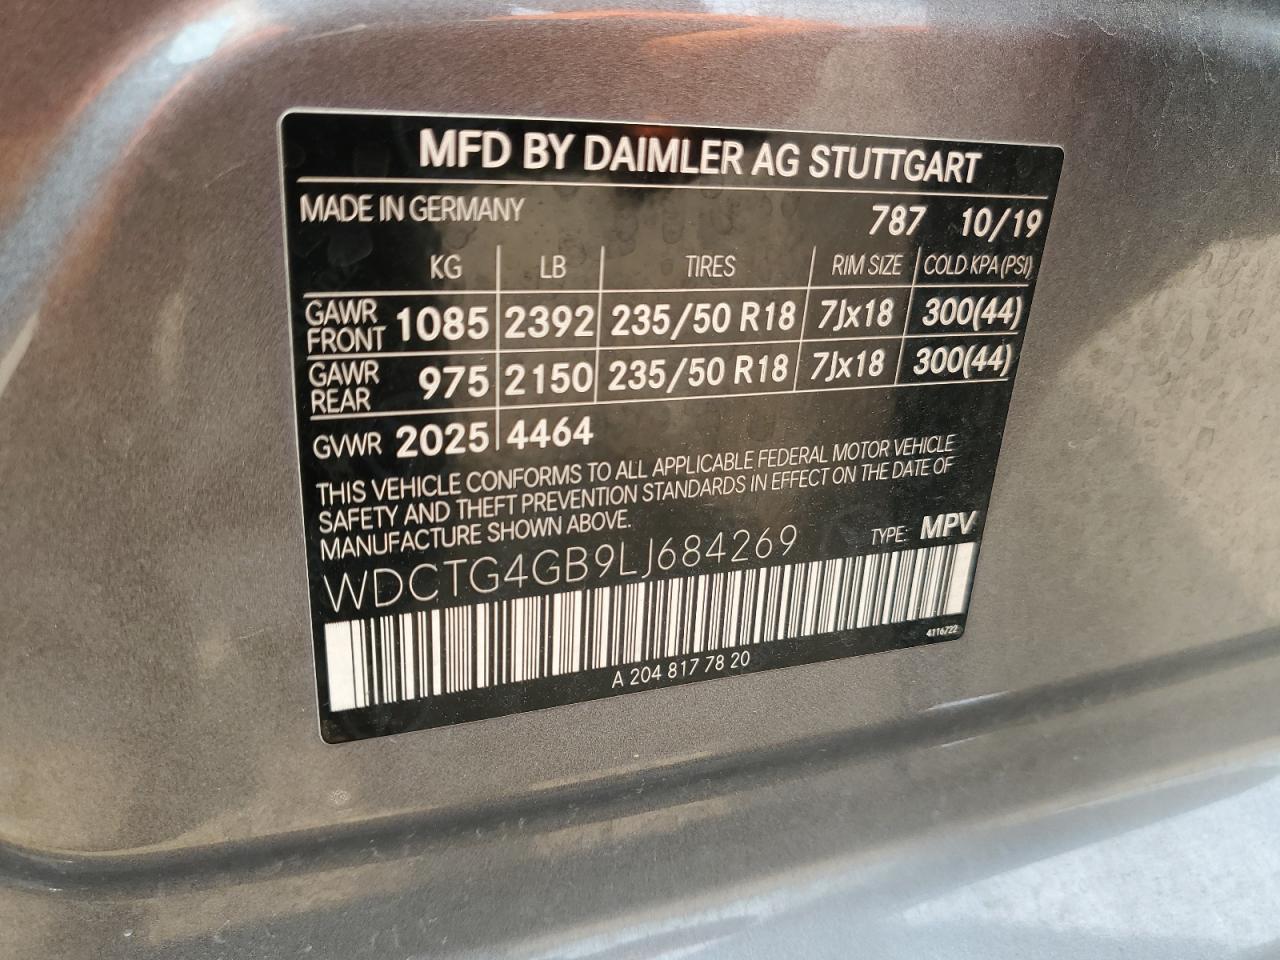 MFD BY DAIMLER AG STUTTGART
MADE IN GERMANY 787 10/19
KG LB TIRES RIM SIZE COLD KPA(PSI)
GAWR FRONT 1085 2392 235/50 R18 7Jx18 300(44)
GAWR REAR 975 2150 235/50 R18 7Jx18 300(44)
GVWR 2025 4464
THIS VEHICLE CONFORMS TO ALL APPLICABLE FEDERAL MOTOR VEHICLE
SAFETY AND THEFT PREVENTION STANDARDS IN EFFECT ON THE DATE OF
MANUFACTURE SHOWN ABOVE.
WDCTG4GB9LJ684269 TYPE: MPV
4116722
A 204 817 78 20